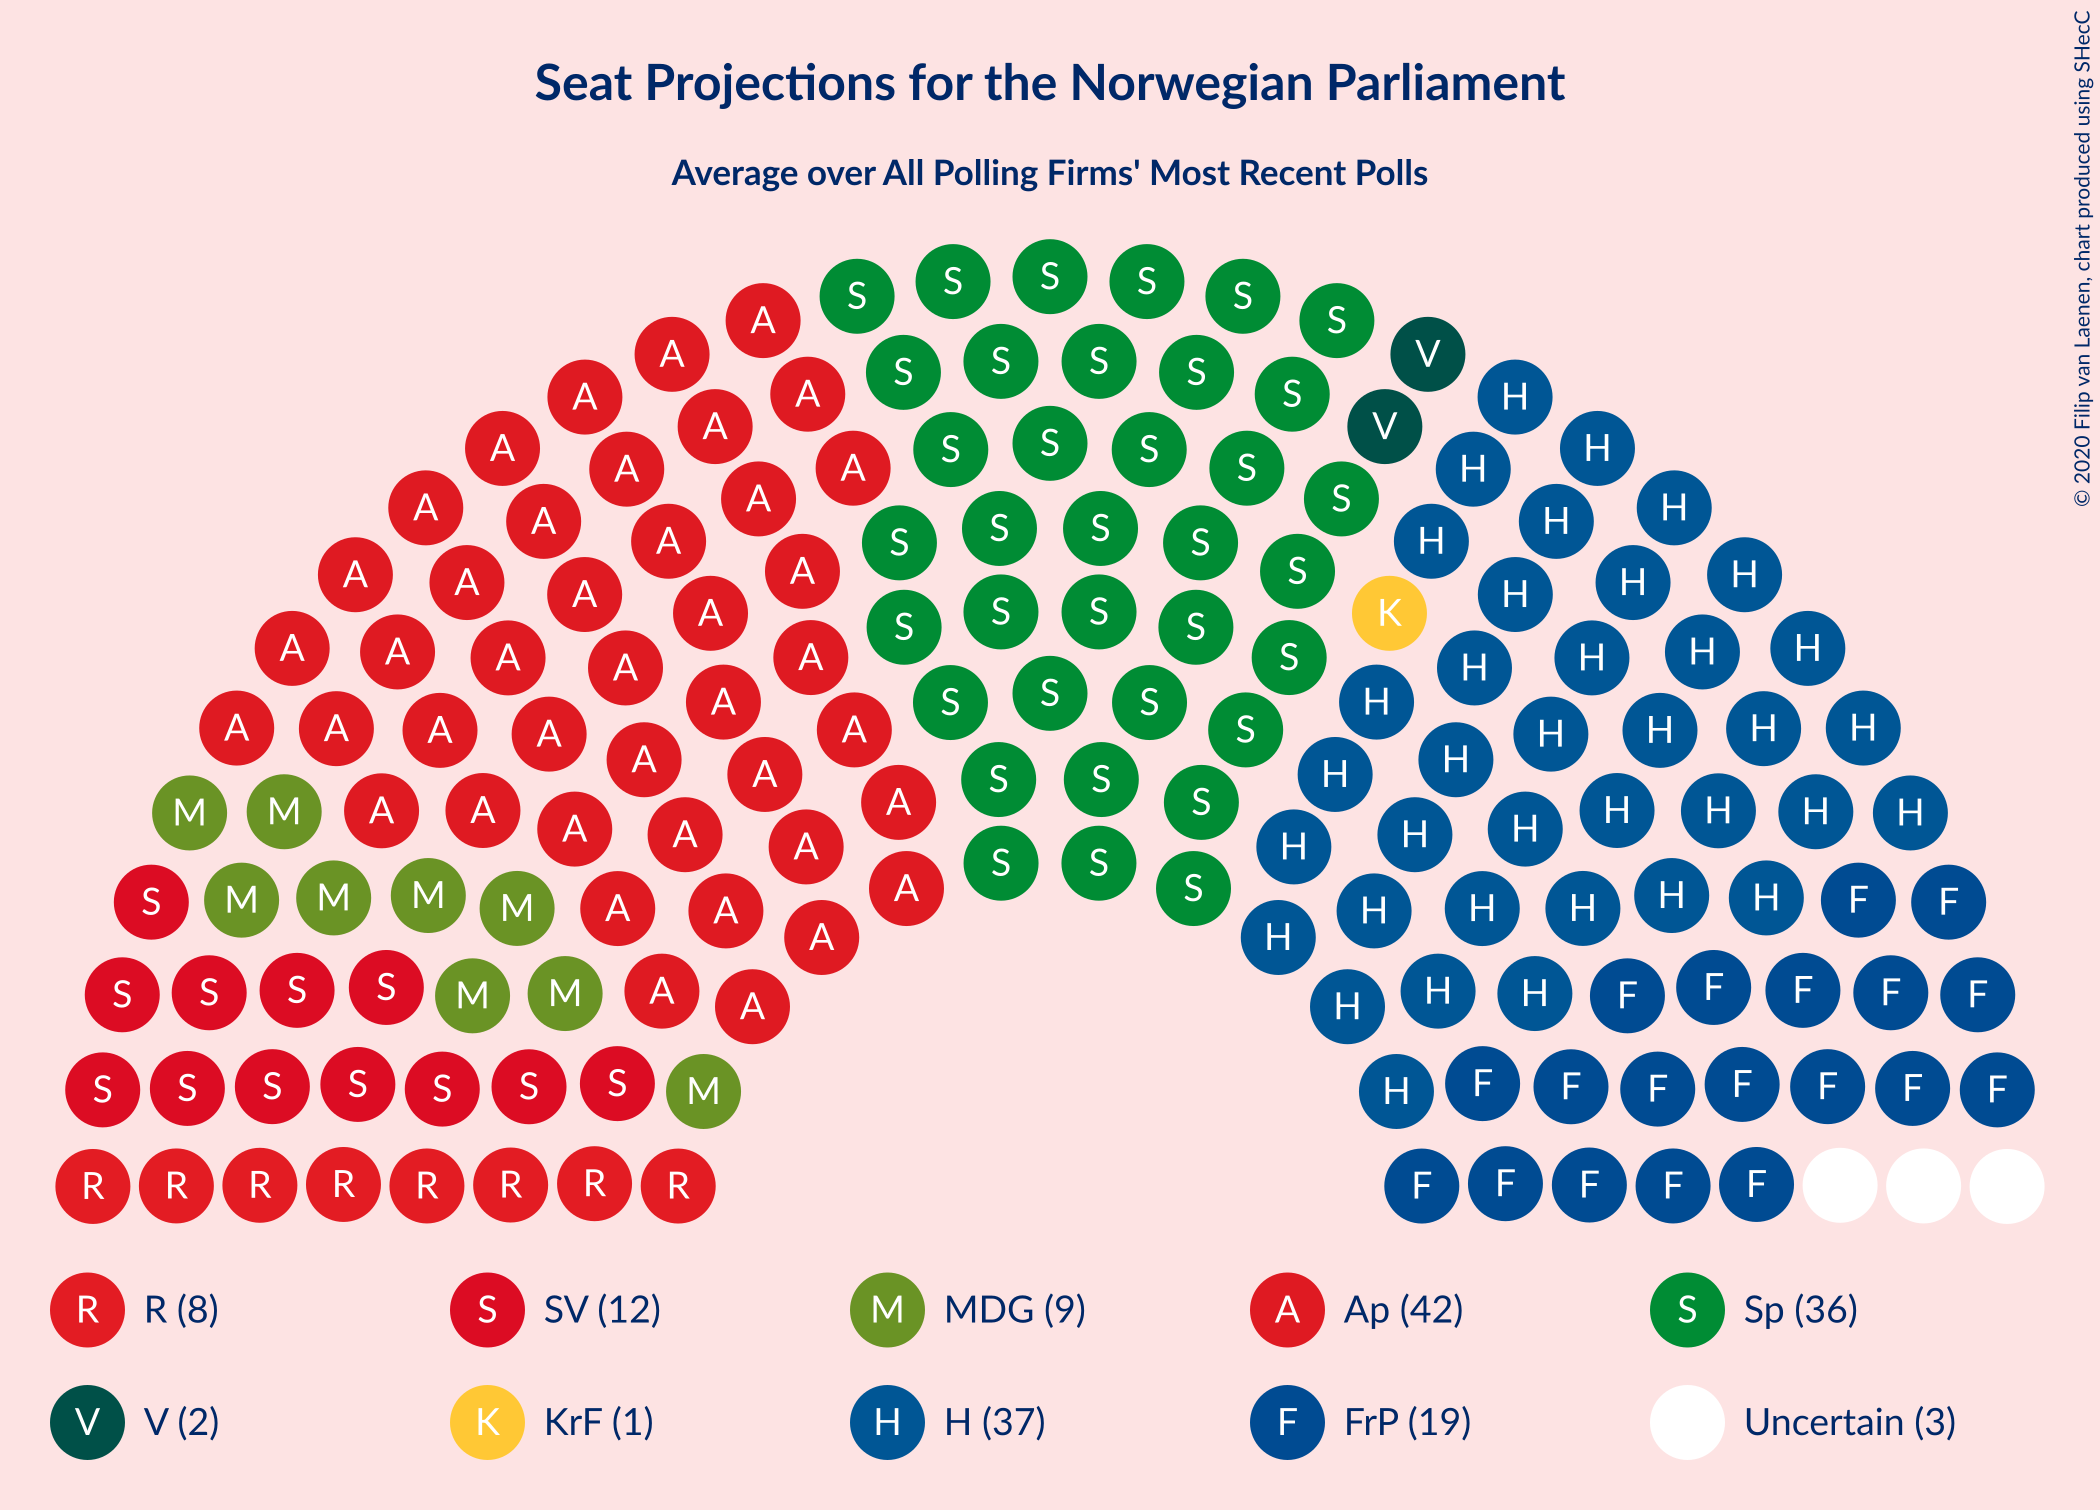 Seat Projections for the Norwegian Parliament
Average over All Polling Firms' Most Recent Polls
© 2020 Filip van Laenen, chart produced using SHecC
S S S S S S
A S V
A S S S S H
A A S V H
A A S S S S H H
A A A S H H
A A A S S S S S H H H
A A A A S K H H H
A A A A S S S S S H H H H
A A A A S S S S H H H H
A A A A A A S H H H H H
M M A A A A A A S S S H H H H H H H H
S M M M M A A A A S S S H H H H H H F F
S S S S M M A A H H H F F F F F
S S S S S S S M H F F F F F F F
R R R R R R R R F F F F F
R R (8) S SV (12) M MDG (9) A Ap (42) S Sp (36)
V V (2) K KrF (1) H H (37) F FrP (19) Uncertain (3)